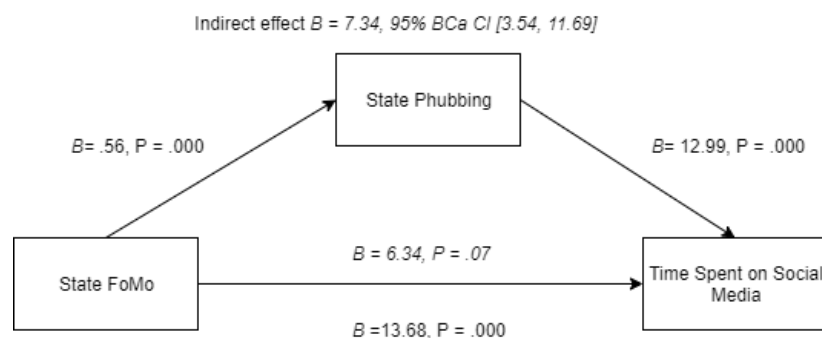 Indirect effect B = 7.34, 95% BCa CI [3.54, 11.69]
State Phubbing
B= .56, P = .000
B= 12.99, P = .000
State FoMo
B = 6.34, P = .07
Time Spent on Social
Media
B =13.68, P = .000